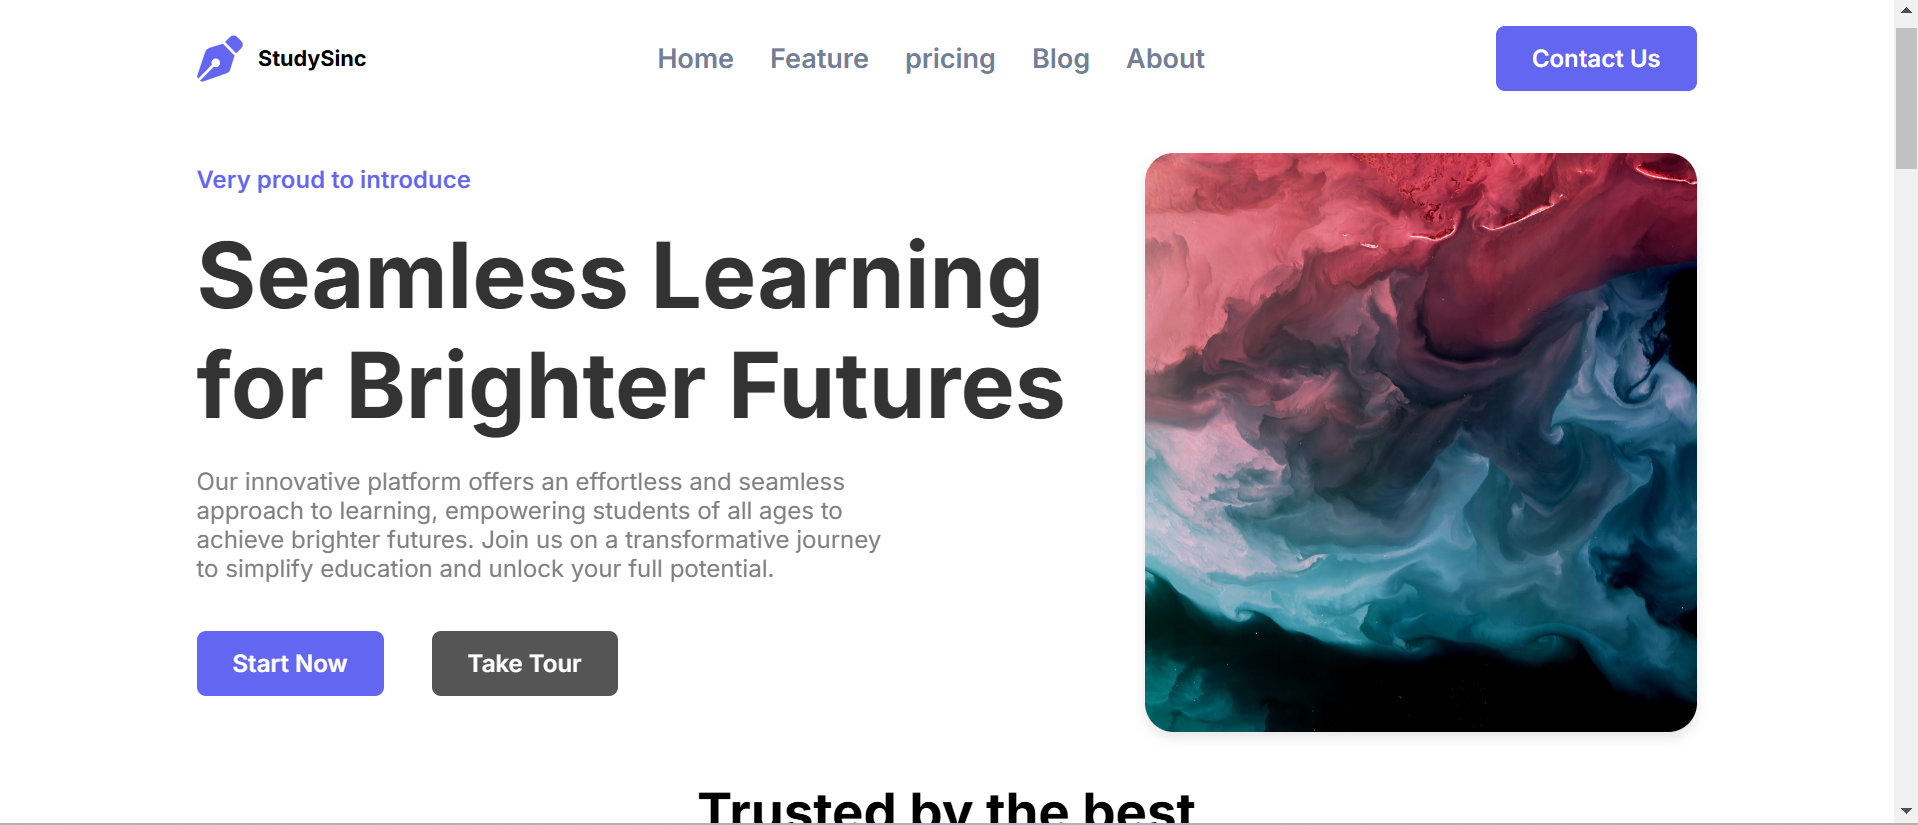 StudySinc
Home Feature pricing Blog About
Contact Us
Very proud to introduce
Seamless Learning
for Brighter Futures
Our innovative platform offers an effortless and seamless
approach to learning, empowering students of all ages to
achieve brighter futures. Join us on a transformative journey
to simplify education and unlock your full potential.
Start Now
Take Tour
Trusted by the best